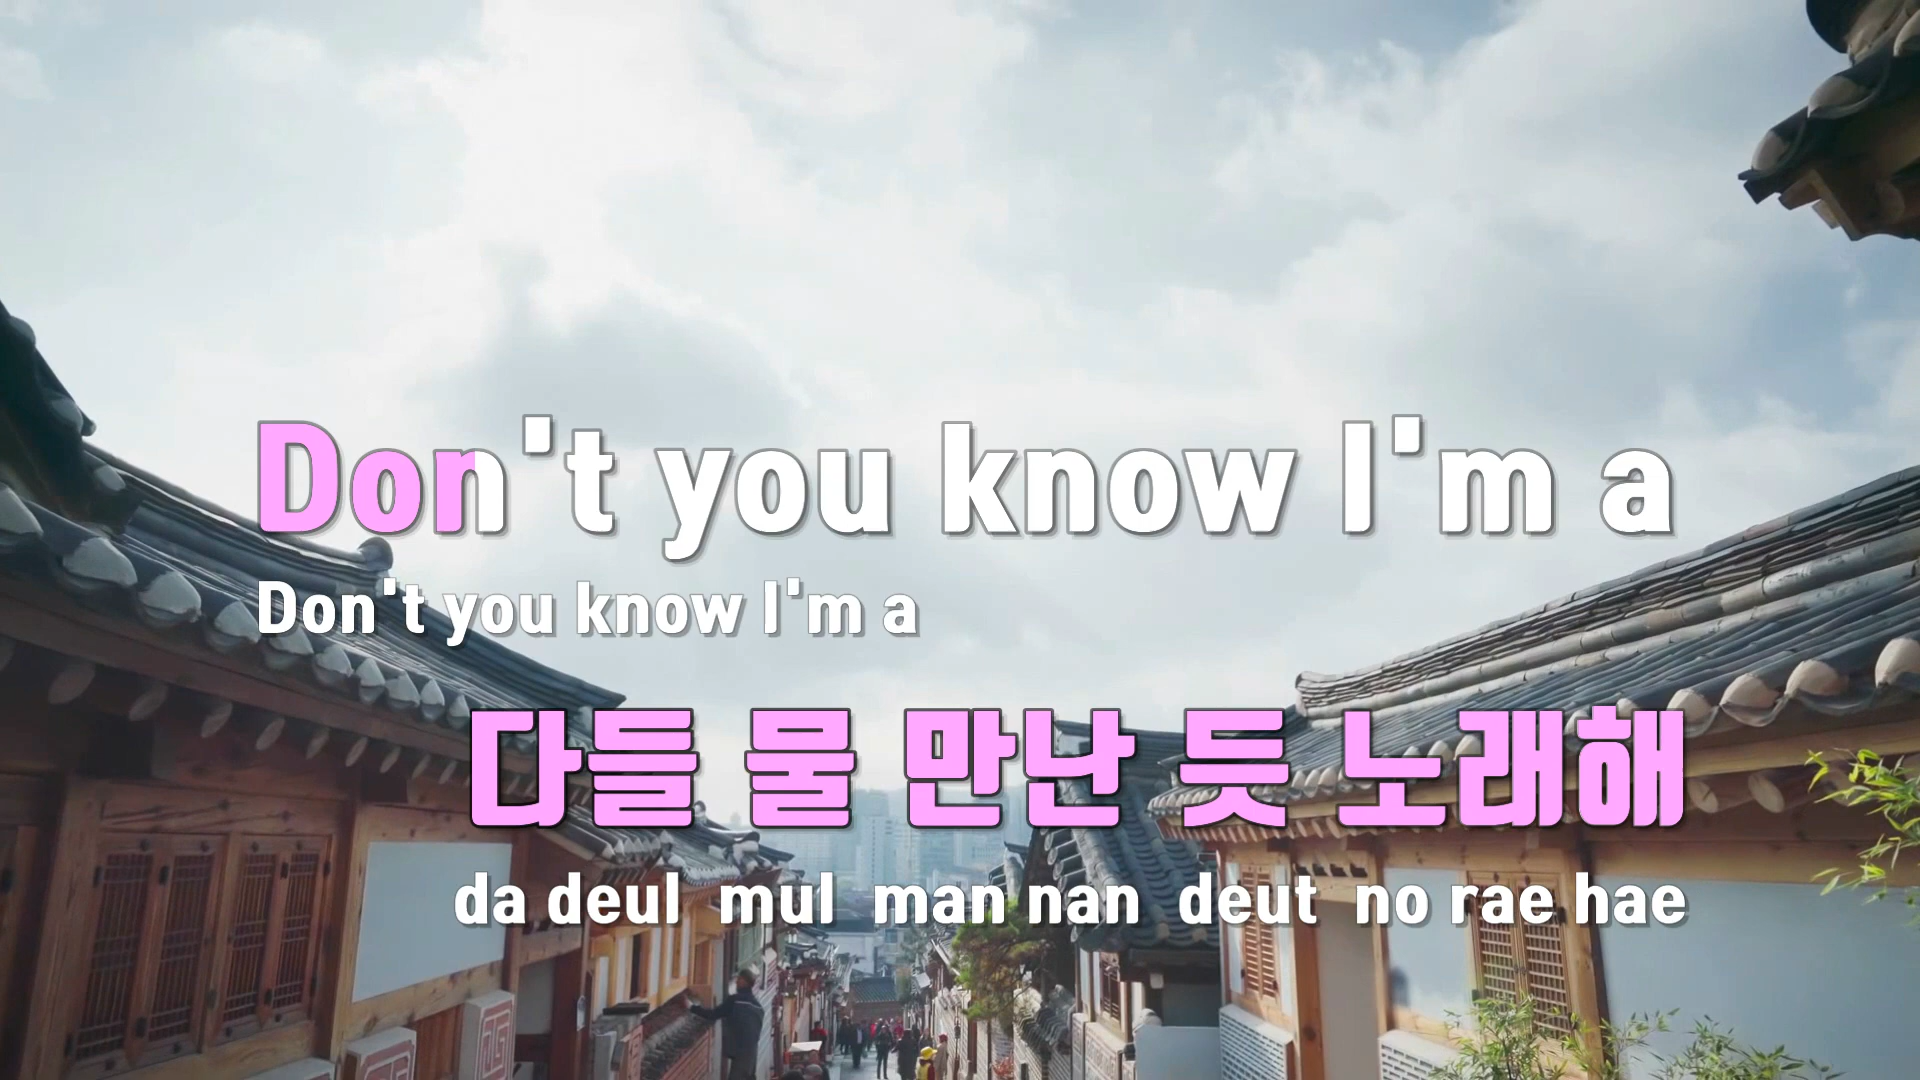 Don't you know I'm a
Don't you know I'm a
다들 물 만난 듯 노래해
da deul mul man nan deut no rae hae